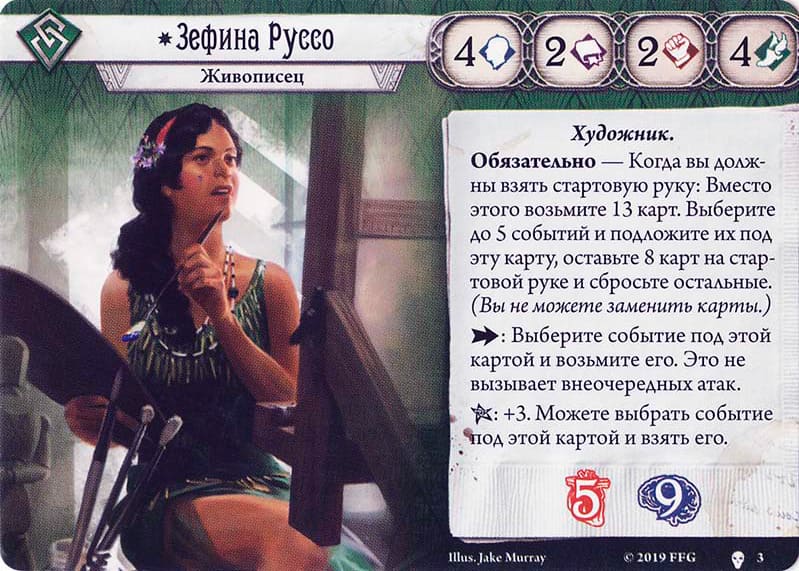 Зефина Руссо
Живописец
4 2 2 4
Художник.
Обязательно — Когда вы долж-
ны взять стартовую руку: Вместо
этого возьмите 13 карт. Выберите
до 5 событий и подложите их под
эту карту, оставьте 8 карт на стар-
товой руке и сбросьте остальные.
(Вы не можете заменить карты.)
: Выберите событие под этой
картой и возьмите его. Это не
вызывает внеочередных атак.
: +3. Можете выбрать событие
под этой картой и взять его.
5 9
Illus. Jake Murray © 2019 FFG 3